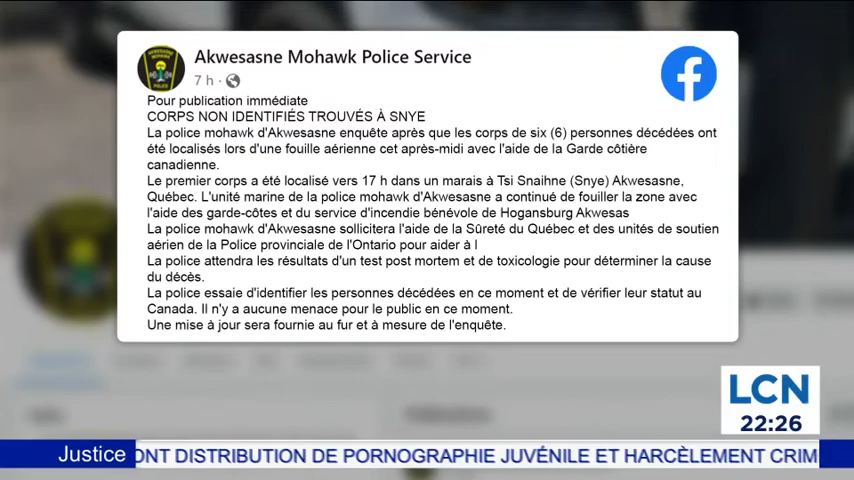 Akwesasne Mohawk Police Service
7 h ·
Pour publication immédiate
CORPS NON IDENTIFIÉS TROUVÉS À SNYE
La police mohawk d'Akwesasne enquête après que les corps de six (6) personnes décédées ont
été localisés lors d'une fouille aérienne cet après-midi avec l'aide de la Garde côtière
canadienne.
Le premier corps a été localisé vers 17 h dans un marais à Tsi Snaihne (Snye) Akwesasne,
Québec. L'unité marine de la police mohawk d'Akwesasne a continué de fouiller la zone avec
l'aide des garde-côtes et du service d'incendie bénévole de Hogansburg Akwesas
La police mohawk d'Akwesasne sollicitera l'aide de la Sûreté du Québec et des unités de soutien
aérien de la Police provinciale de l'Ontario pour aider à l
La police attendra les résultats d'un test post mortem et de toxicologie pour déterminer la cause
du décès.
La police essaie d'identifier les personnes décédées en ce moment et de vérifier leur statut au
Canada. Il n'y a aucune menace pour le public en ce moment.
Une mise à jour sera fournie au fur et à mesure de l'enquête.
LCN
22:26
Justice
ONT DISTRIBUTION DE PORNOGRAPHIE JUVÉNILE ET HARCÈLEMENT CRIM